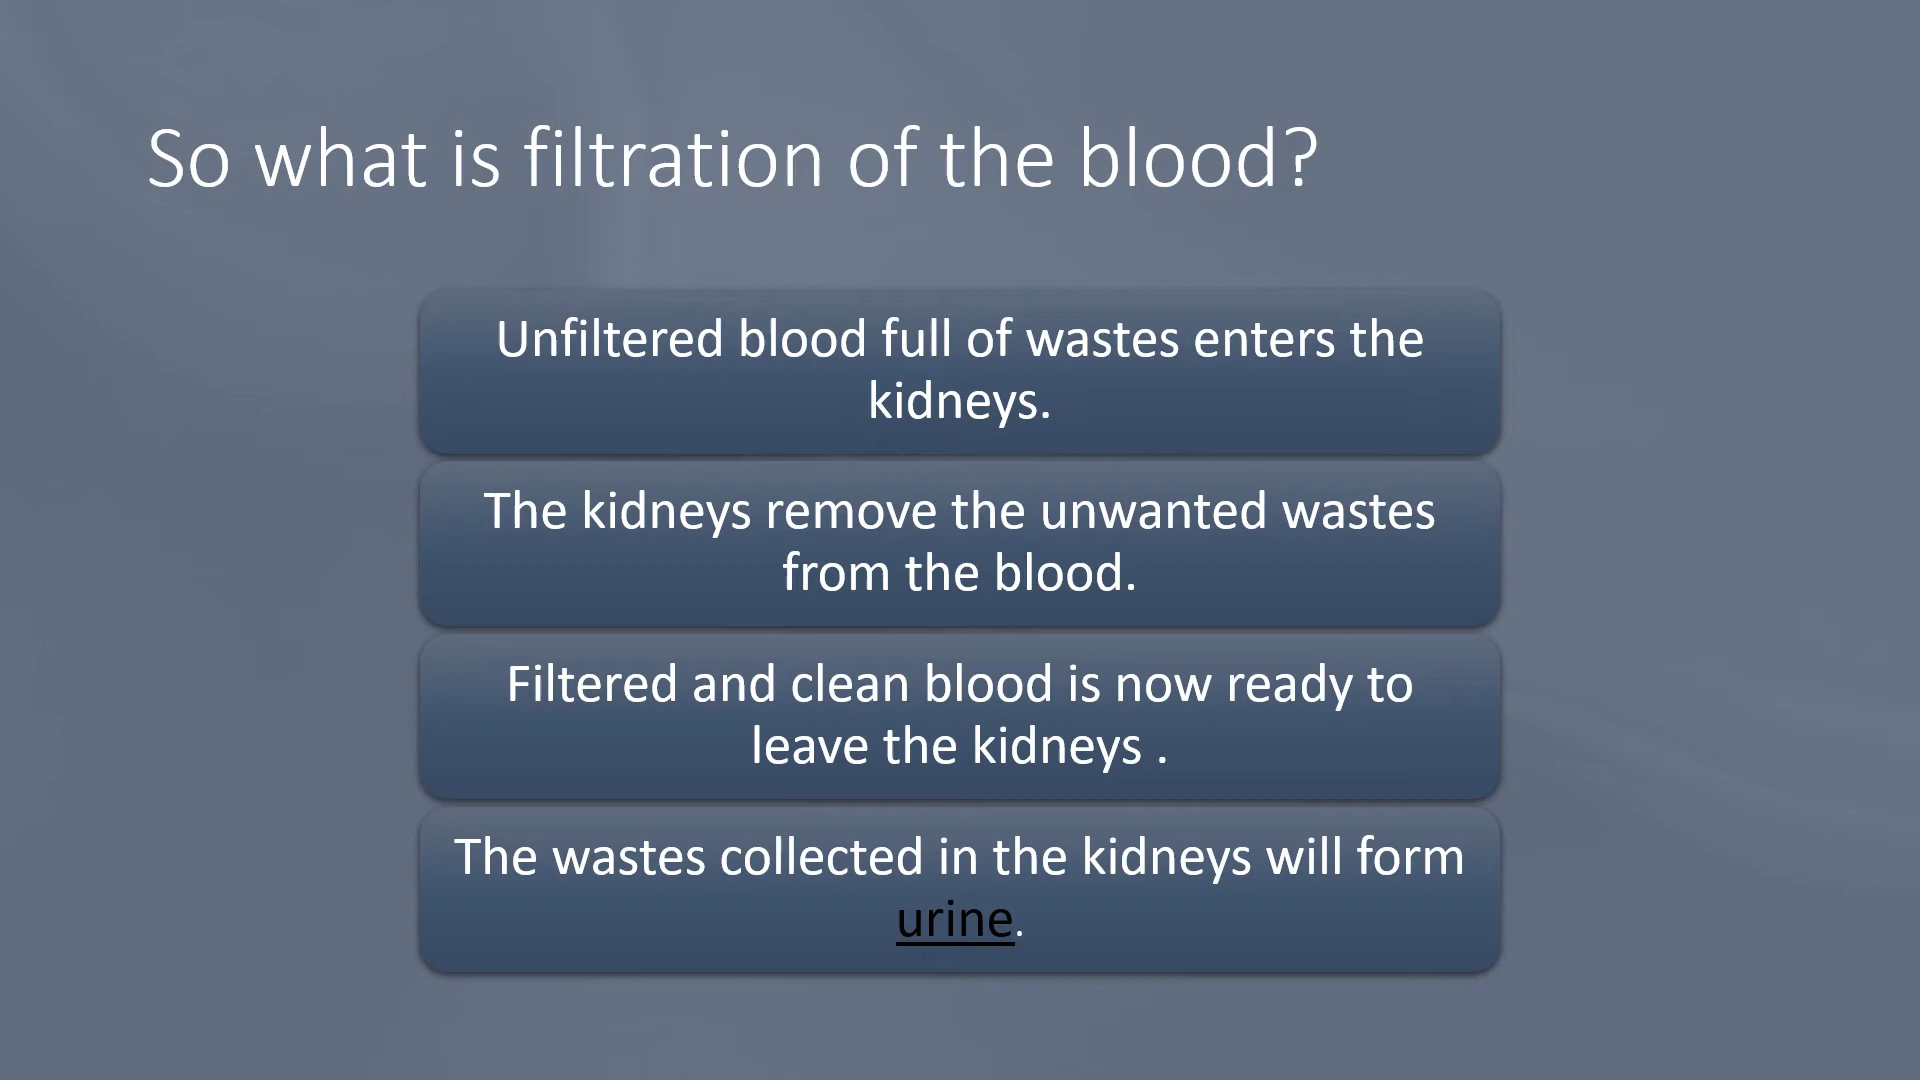 So what is filtration of the blood?
Unfiltered blood full of wastes enters the
kidneys.
The kidneys remove the unwanted wastes
from the blood.
Filtered and clean blood is now ready to
leave the kidneys .
The wastes collected in the kidneys will form
urine.